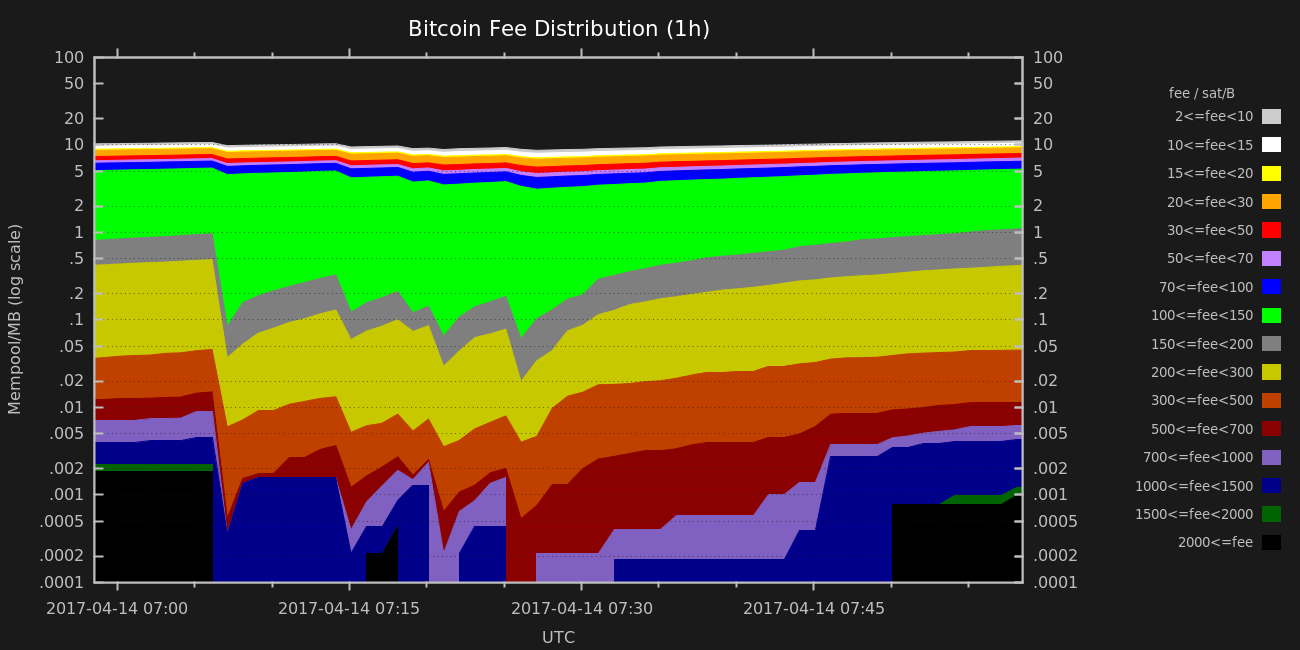 Bitcoin Fee Distribution (1h)
100 100
50 50
20 20
10 10
5 5
2 2
1 1
.5 .5
.2 .2
.1 .1
.05 .05
.02 .02
.01 .01
.005 .005
.002 .002
.001 .001
.0005 .0005
.0002 .0002
.0001 .0001
Mempool/MB (log scale)
2017-04-14 07:00 2017-04-14 07:15 2017-04-14 07:30 2017-04-14 07:45
UTC
fee / sat/B
2<=fee<10
10<=fee<15
15<=fee<20
20<=fee<30
30<=fee<50
50<=fee<70
70<=fee<100
100<=fee<150
150<=fee<200
200<=fee<300
300<=fee<500
500<=fee<700
700<=fee<1000
1000<=fee<1500
1500<=fee<2000
2000<=fee